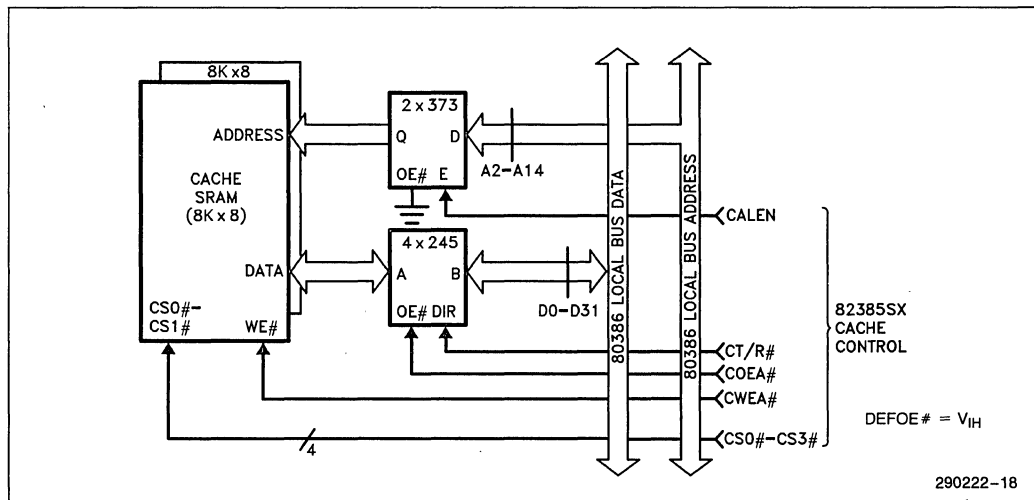 8K x8
2 x 373
ADDRESS
Q
D
OE# E
A2-A14
CACHE
SRAM
(8K x 8)
CALEN
4 x 245
DATA
A
B
OE# DIR
D0-D31
CS0#-
CS1#
WE#
80386 LOCAL BUS DATA
80386 LOCAL BUS ADDRESS
82385SX
CACHE
CONTROL
CT/R#
COEA#
CWEA#
DEFOE# = VIH
CS0#-CS3#
4
290222-18